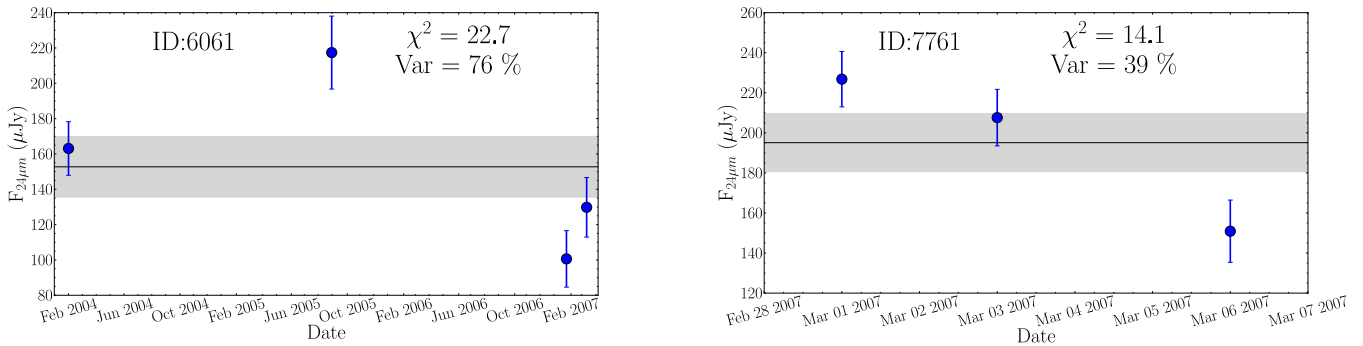 ID:6061
χ² = 22.7
Var = 76 %
F₂₄μm (μJy)
240
220
200
180
160
140
120
100
80
Feb 2004 Jun 2004 Oct 2004 Feb 2005 Jun 2005 Oct 2005 Feb 2006 Jun 2006 Oct 2006 Feb 2007
Date
ID:7761
χ² = 14.1
Var = 39 %
F₂₄μm (μJy)
260
240
220
200
180
160
140
120
Feb 28 2007 Mar 01 2007 Mar 02 2007 Mar 03 2007 Mar 04 2007 Mar 05 2007 Mar 06 2007 Mar 07 2007
Date